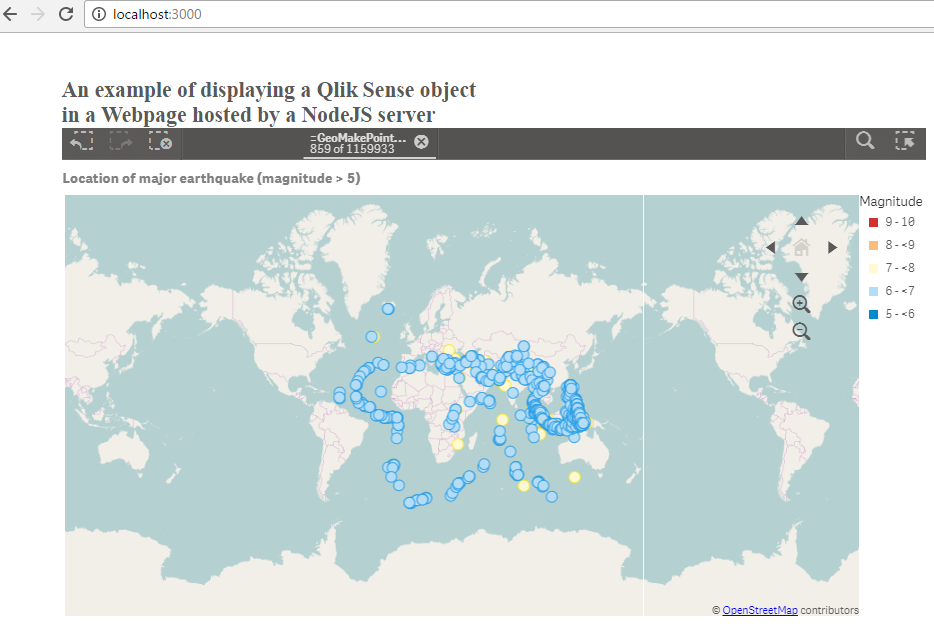 localhost:3000
An example of displaying a Qlik Sense object
in a Webpage hosted by a NodeJS server
=GeoMakePoint...
859 of 1159933
Location of major earthquake (magnitude > 5)
Magnitude
9 - 10
8 - <9
7 - <8
6 - <7
5 - <6
© OpenStreetMap contributors